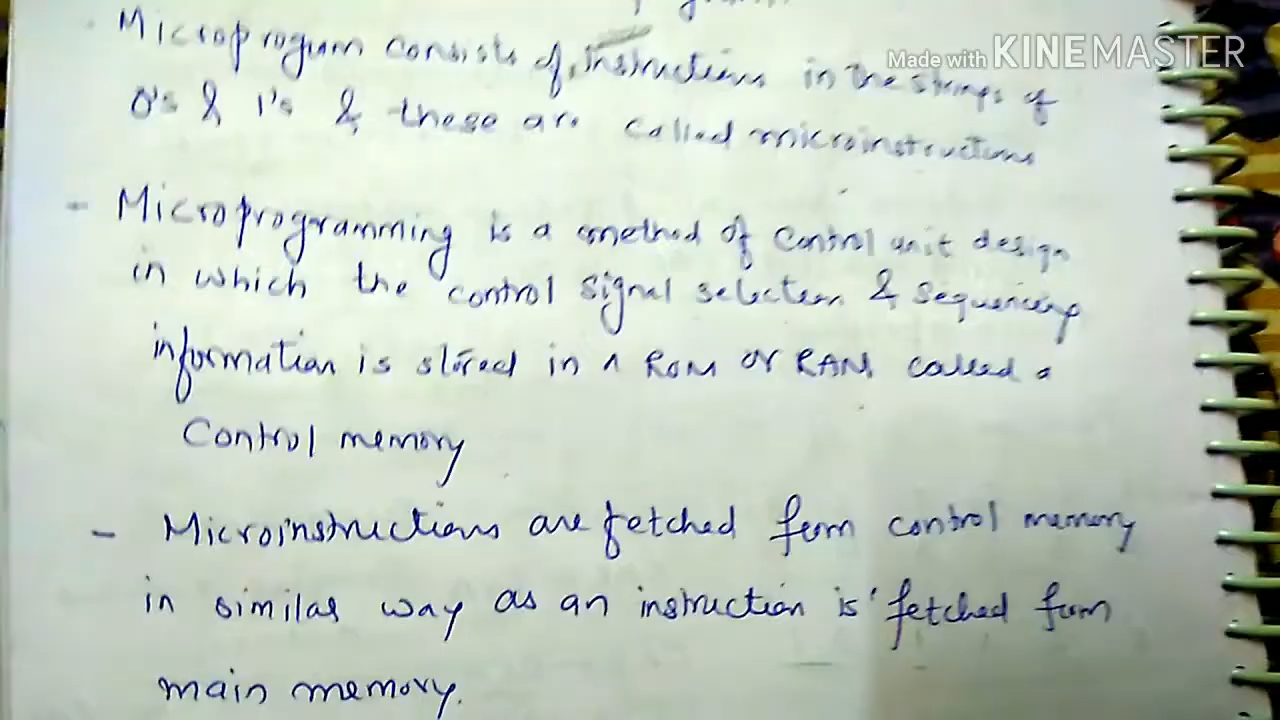 Made with KINEMASTER
Microprogram consists of instructions in the strings of
0's & 1's & these are called microinstructions
- Microprogramming is a method of control unit design
in which the control signal selection & sequencing
information is stored in a ROM or RAM called a
Control memory
- Microinstructions are fetched from control memory
in similar way as an instruction is fetched from
main memory.